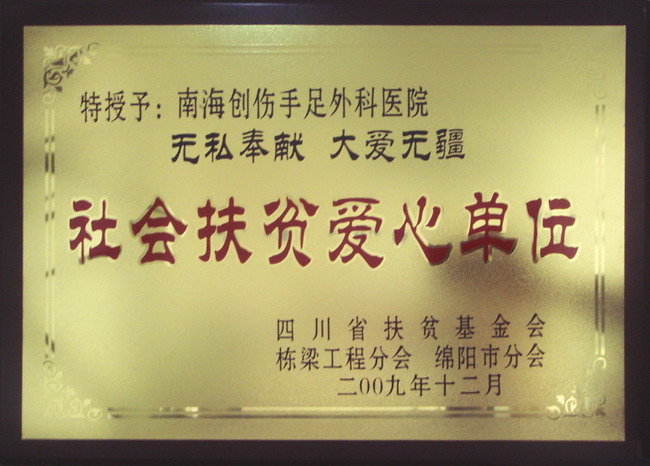 特授予：南海创伤手足外科医院
无私奉献 大爱无疆
社会扶贫爱心单位
四川省扶贫基金会
栋梁工程分会 绵阳市分会
二00九年十二月